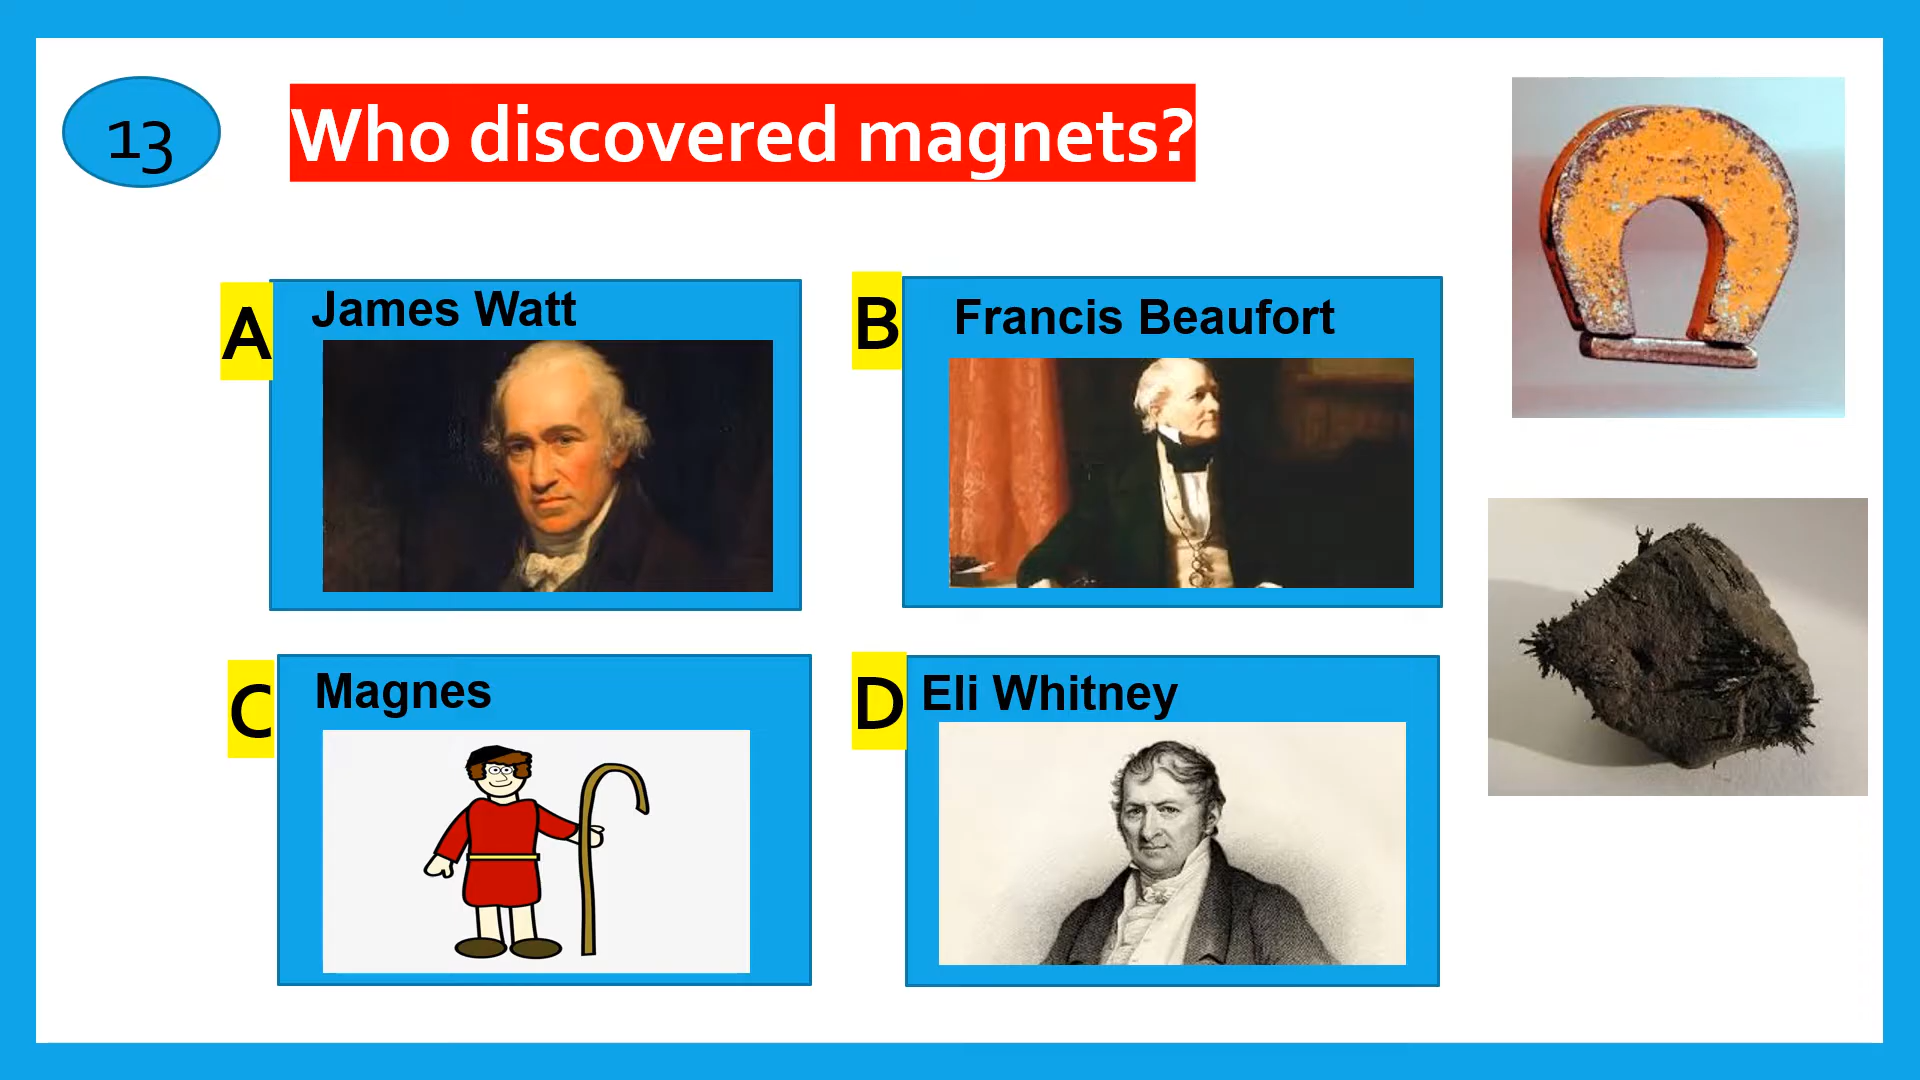 13
Who discovered magnets?
A
James Watt
B
Francis Beaufort
C
Magnes
D
Eli Whitney